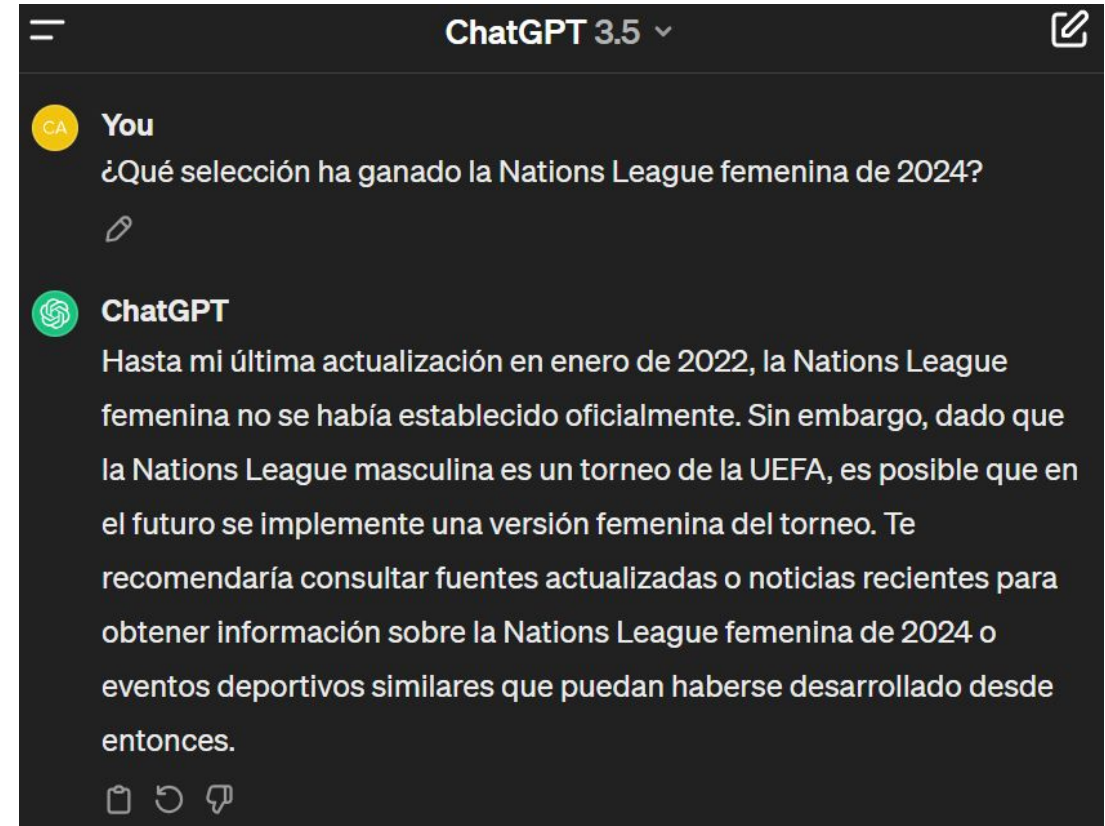 ChatGPT 3.5
CA
You
¿Qué selección ha ganado la Nations League femenina de 2024?
ChatGPT
Hasta mi última actualización en enero de 2022, la Nations League
femenina no se había establecido oficialmente. Sin embargo, dado que
la Nations League masculina es un torneo de la UEFA, es posible que en
el futuro se implemente una versión femenina del torneo. Te
recomendaría consultar fuentes actualizadas o noticias recientes para
obtener información sobre la Nations League femenina de 2024 o
eventos deportivos similares que puedan haberse desarrollado desde
entonces.